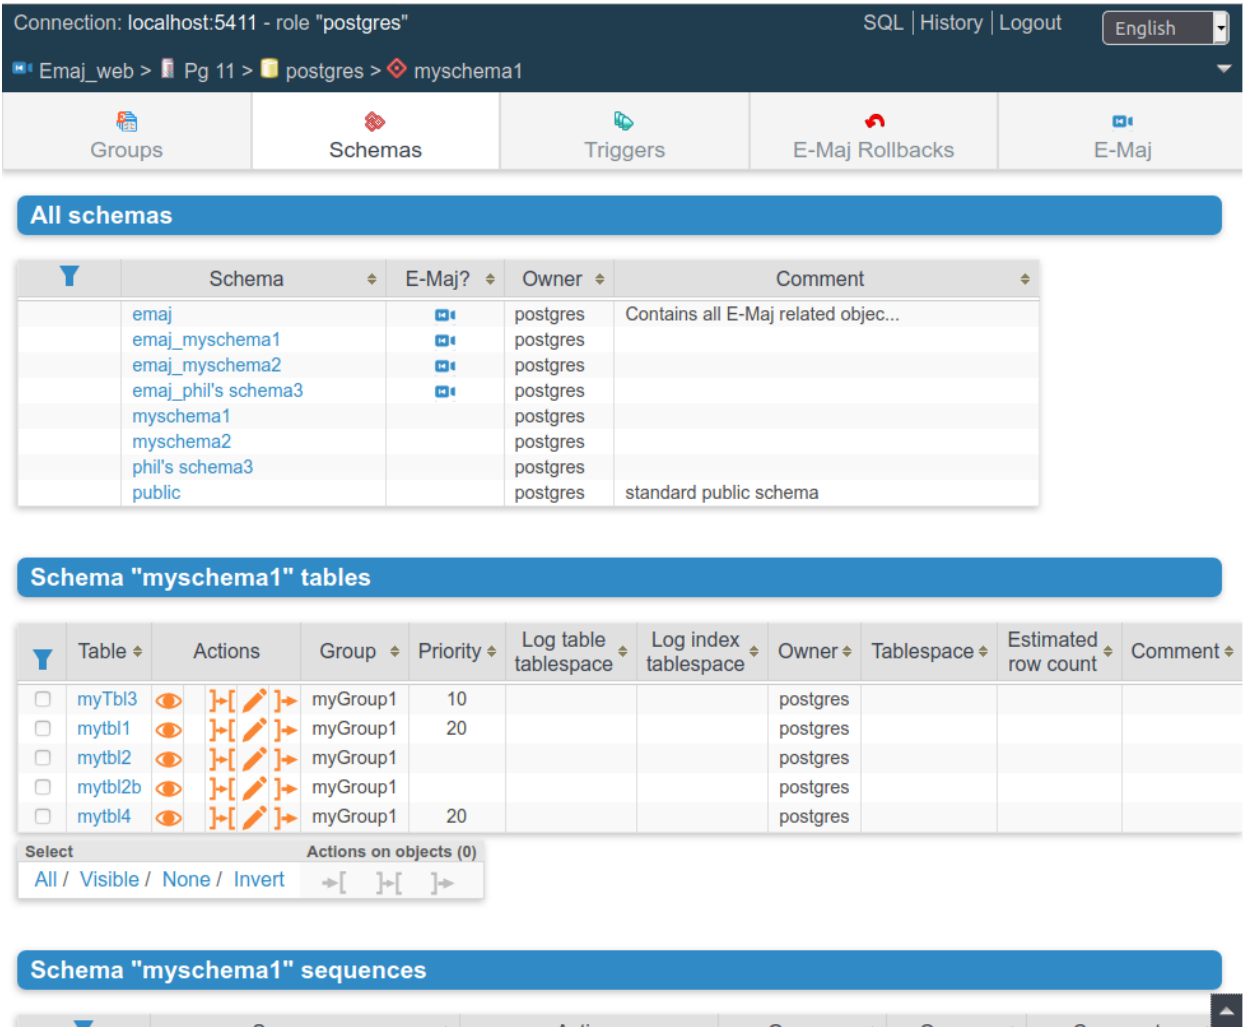 Connection: localhost:5411 - role "postgres" SQL | History | Logout English
Emaj_web > Pg 11 > postgres > myschema1
Groups Schemas Triggers E-Maj Rollbacks E-Maj
All schemas
Schema E-Maj? Owner Comment
emaj postgres Contains all E-Maj related objec...
emaj_myschema1 postgres
emaj_myschema2 postgres
emaj_phil's schema3 postgres
myschema1 postgres
myschema2 postgres
phil's schema3 postgres
public postgres standard public schema
Schema "myschema1" tables
Table Actions Group Priority Log table tablespace Log index tablespace Owner Tablespace Estimated row count Comment
myTbl3 myGroup1 10 postgres
mytbl1 myGroup1 20 postgres
mytbl2 myGroup1 postgres
mytbl2b myGroup1 postgres
mytbl4 myGroup1 20 postgres
Select Actions on objects (0)
All / Visible / None / Invert
Schema "myschema1" sequences